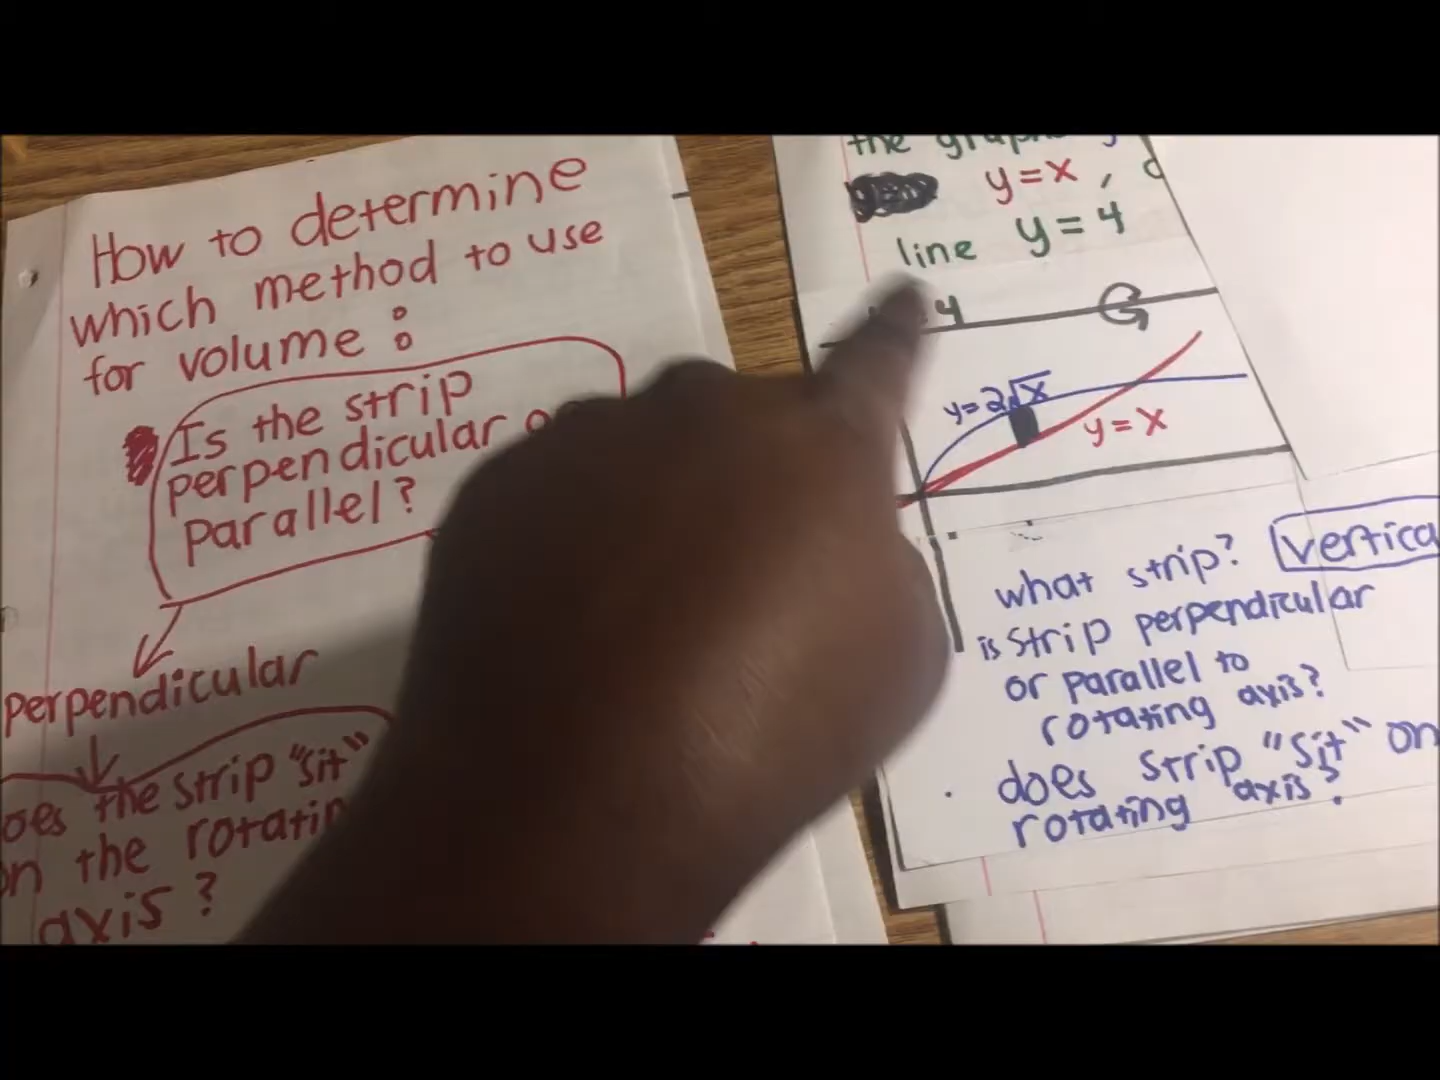 How to determine
which method to use
for volume :
Is the strip
perpendicular
parallel?
perpendicular
the strip "sit"
on the
axis?
the
y=x ,
line y=4
4
y=2√x
y=x
what strip?
is strip perpendicular
or parallel to
rotating axis?
does strip "sit" on
rotating axis?